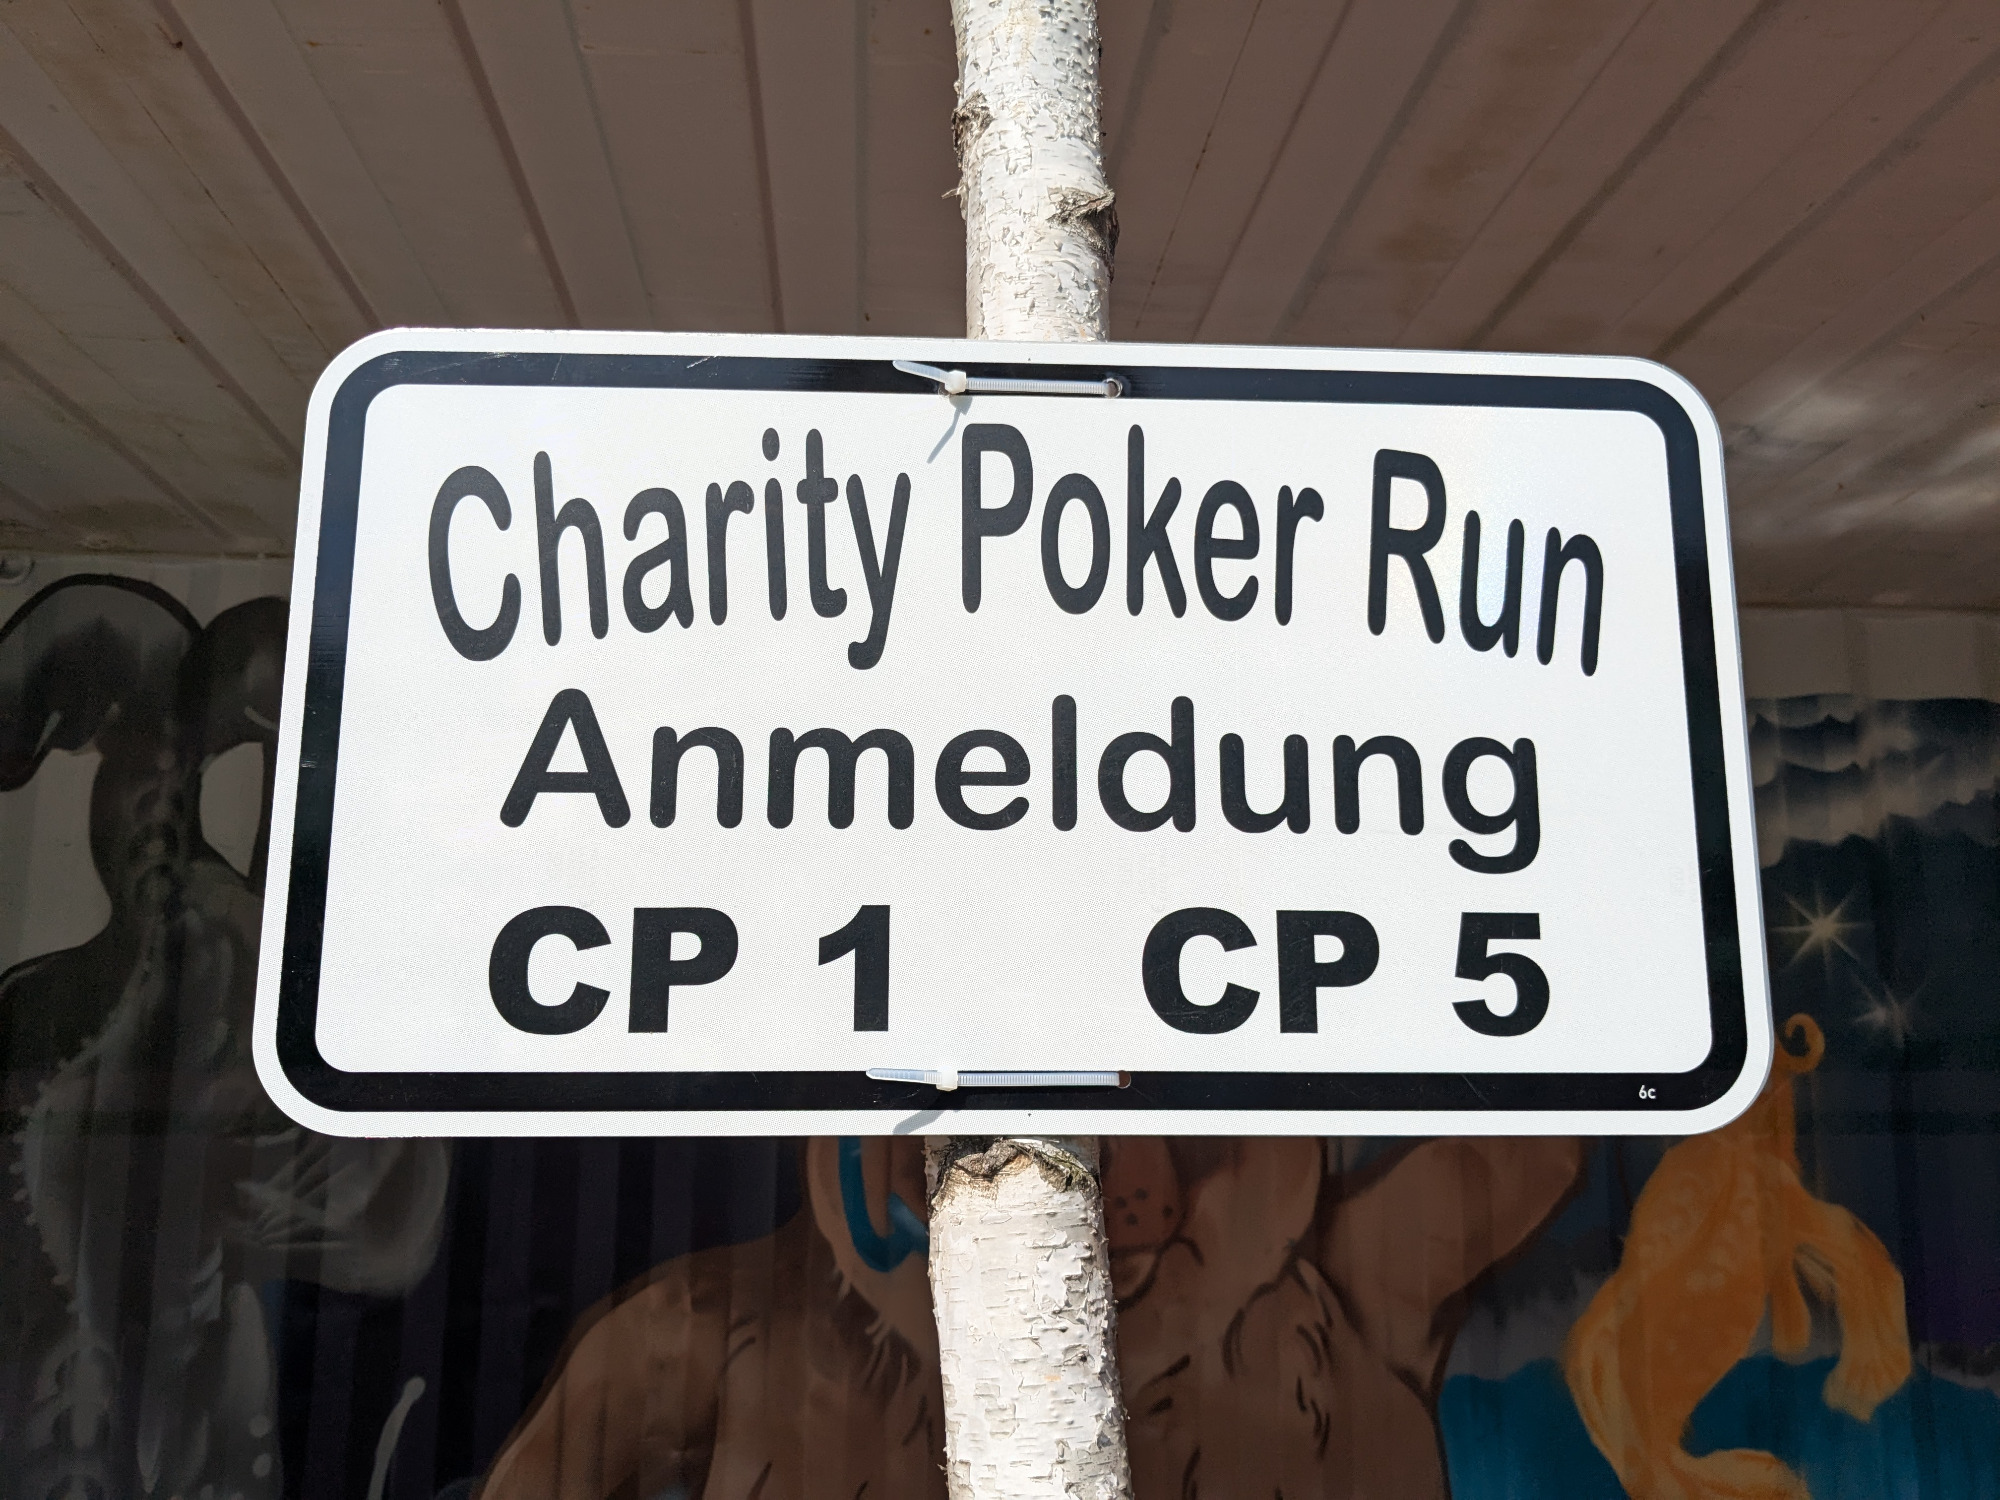 Charity Poker Run
Anmeldung
CP 1 CP 5
6c